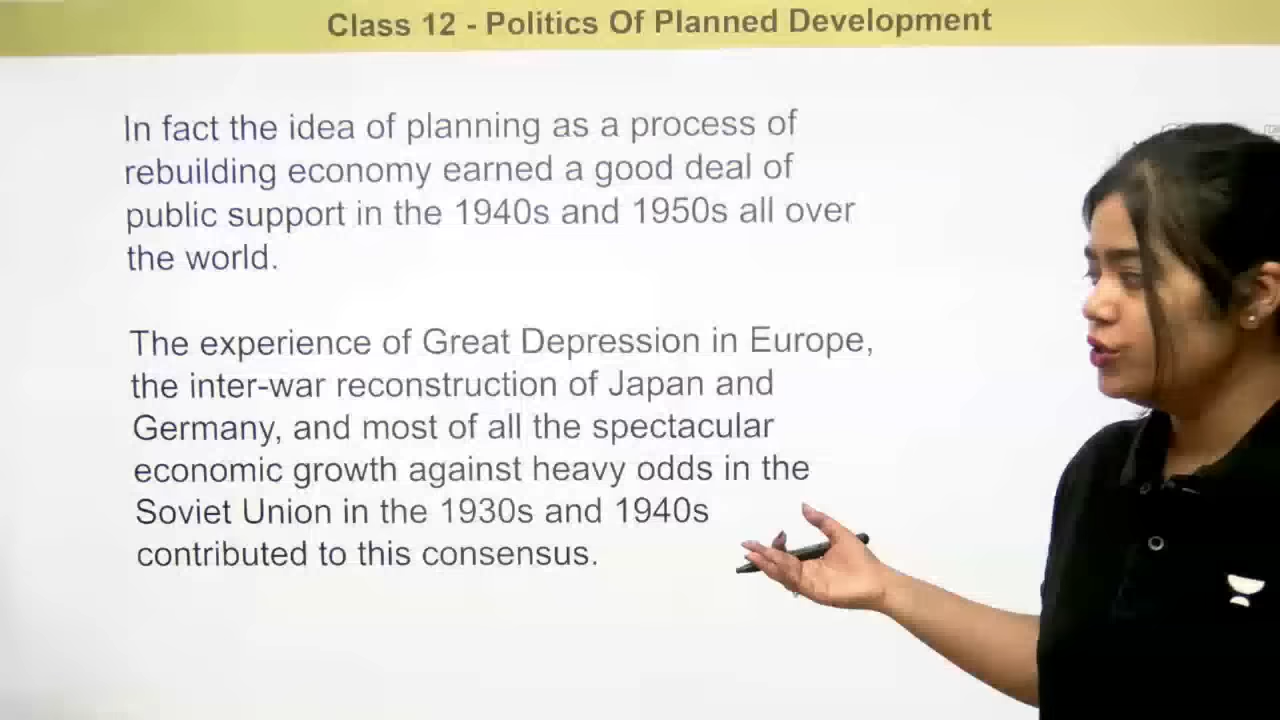 Class 12 - Politics Of Planned Development
In fact the idea of planning as a process of
rebuilding economy earned a good deal of
public support in the 1940s and 1950s all over
the world.
The experience of Great Depression in Europe,
the inter-war reconstruction of Japan and
Germany, and most of all the spectacular
economic growth against heavy odds in the
Soviet Union in the 1930s and 1940s
contributed to this consensus.